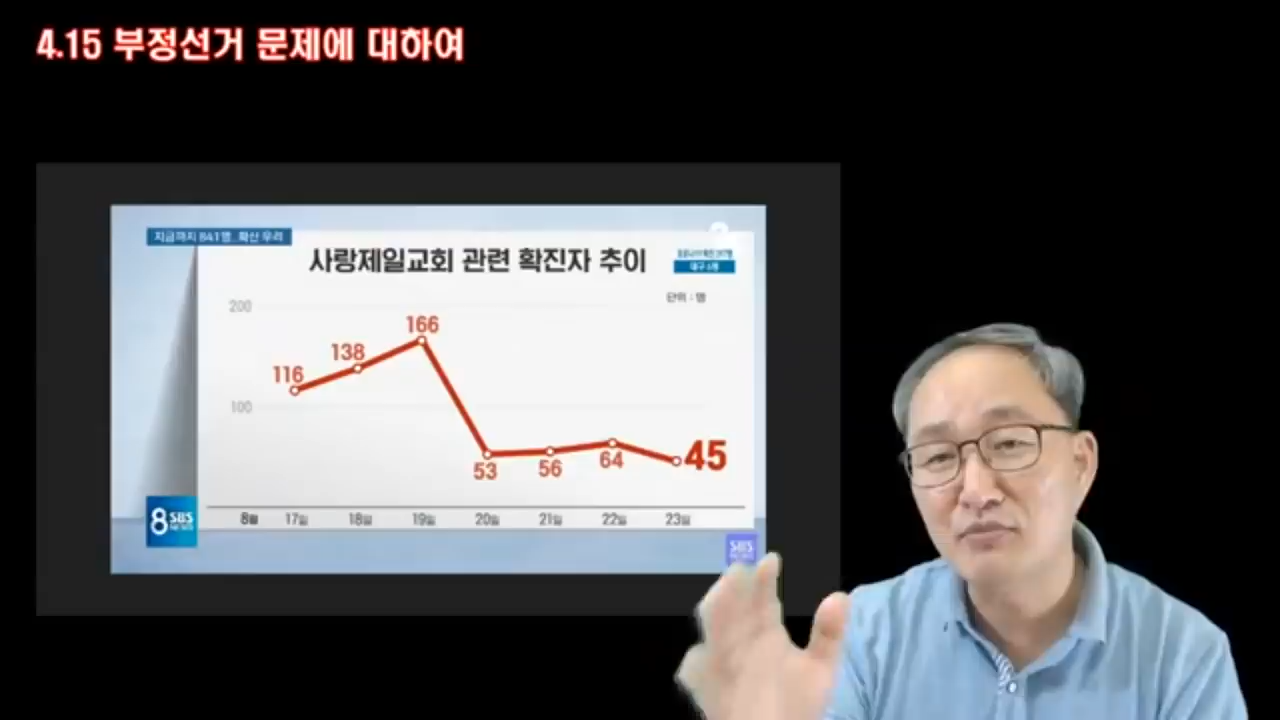 4.15 부정선거 문제에 대하여
지금까지 841명…확산 우려
사랑제일교회 관련 확진자 추이
단위 : 명
200
166
138
116
100
45
64
56
53
8월 17일 18일 19일 20일 21일 22일 23일
8 SBS NEWS
SBS NEWS